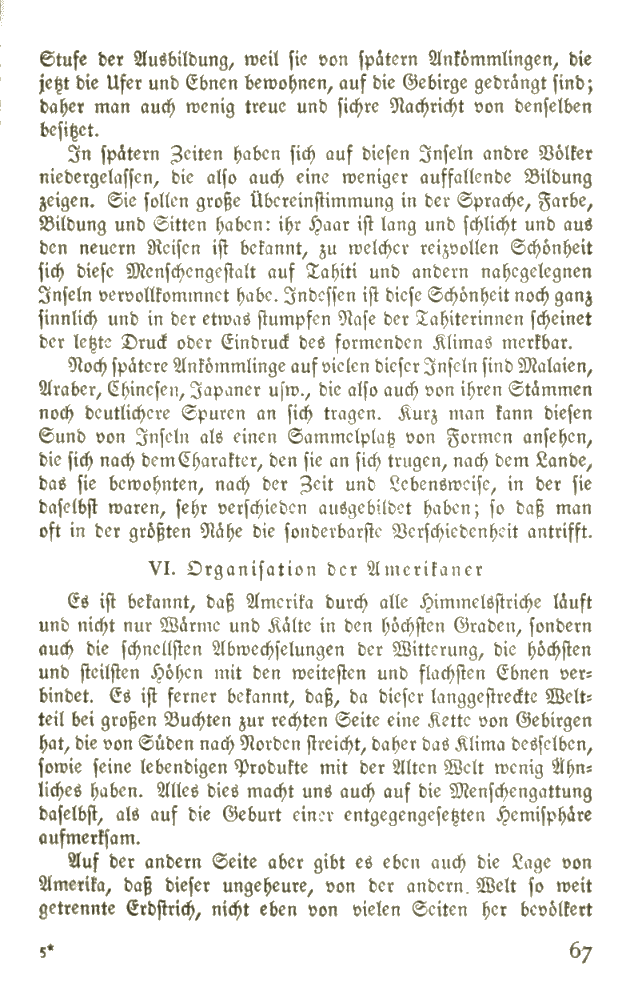 Stufe der Ausbildung, weil sie von spätern Ankömmlingen, die
jetzt die Ufer und Ebnen bewohnen, auf die Gebirge gedrängt sind;
daher man auch wenig treue und sichre Nachricht von denselben
besitzet.
In spätern Zeiten haben sich auf diesen Inseln andre Völker
niedergelassen, die also auch eine weniger auffallende Bildung
zeigen. Sie sollen große Übereinstimmung in der Sprache, Farbe,
Bildung und Sitten haben: ihr Haar ist lang und schlicht und aus
den neuern Reisen ist bekannt, zu welcher reizvollen Schönheit
sich diese Menschengestalt auf Tahiti und andern nahegelegnen
Inseln vervollkommnet habe. Indessen ist diese Schönheit noch ganz
sinnlich und in der etwas stumpfen Nase der Tahiterinnen scheinet
der letzte Druck oder Eindruck des formenden Klimas merkbar.
Noch spätere Ankömmlinge auf vielen dieser Inseln sind Malaien,
Araber, Chinesen, Japaner usw., die also auch von ihren Stämmen
noch deutlichere Spuren an sich tragen. Kurz man kann diesen
Sund von Inseln als einen Sammelplatz von Formen ansehen,
die sich nach dem Charakter, den sie an sich trugen, nach dem Lande,
das sie bewohnten, nach der Zeit und Lebensweise, in der sie
daselbst waren, sehr verschieden ausgebildet haben; so daß man
oft in der größten Nähe die sonderbarste Verschiedenheit antrifft.
VI. Organisation der Amerikaner
Es ist bekannt, daß Amerika durch alle Himmelsstriche läuft
und nicht nur Wärme und Kälte in den höchsten Graden, sondern
auch die schnellsten Abwechselungen der Witterung, die höchsten
und steilsten Höhen mit den weitesten und flachsten Ebnen ver-
bindet. Es ist ferner bekannt, daß, da dieser langgestreckte Welt-
teil bei großen Buchten zur rechten Seite eine Kette von Gebirgen
hat, die von Süden nach Norden streicht, daher das Klima desselben,
sowie seine lebendigen Produkte mit der Alten Welt wenig Ähn-
liches haben. Alles dies macht uns auch auf die Menschengattung
daselbst, als auf die Geburt einer entgegengesetzten Hemisphäre
aufmerksam.
Auf der andern Seite aber gibt es eben auch die Lage von
Amerika, daß dieser ungeheure, von der andern Welt so weit
getrennte Erdstrich, nicht eben von vielen Seiten her bevölkert
5*
67